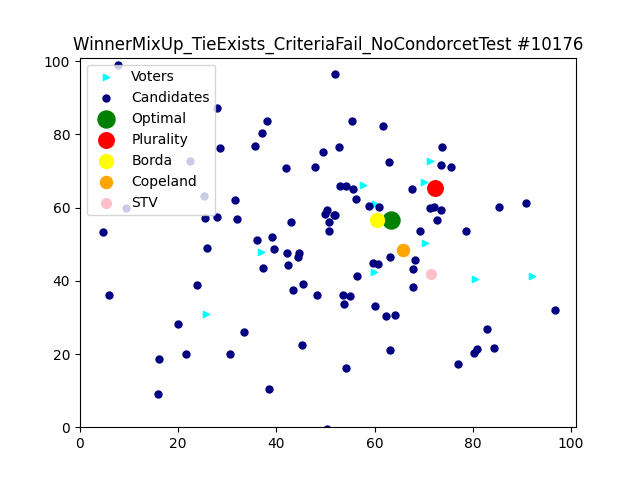 WinnerMixUp_TieExists_CriteriaFail_NoCondorcetTest #10176
100
80
60
40
20
0
Voters
Candidates
Optimal
Plurality
Borda
Copeland
STV
0 20 40 60 80 100